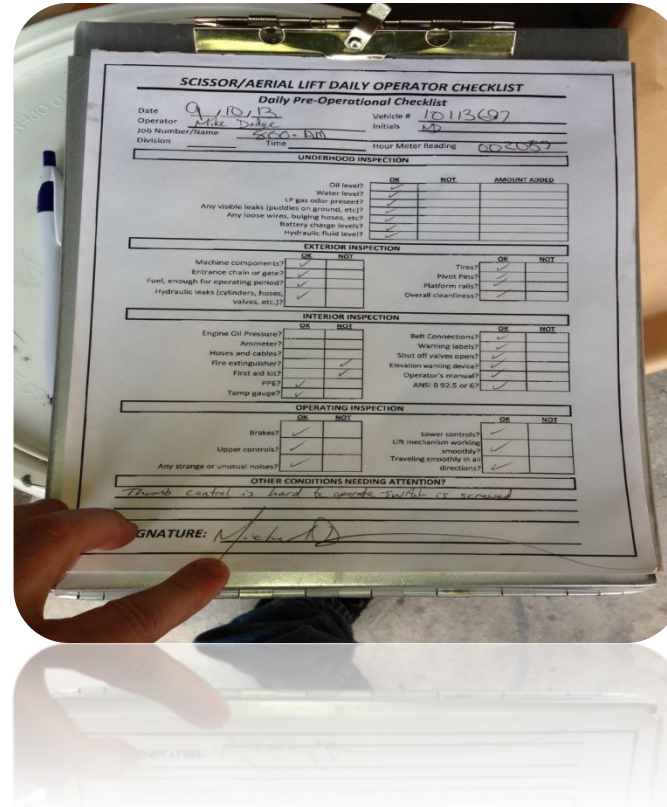 SCISSOR/AERIAL LIFT DAILY OPERATOR CHECKLIST
Daily Pre-Operational Checklist
Date 9/10/13 Vehicle # 10113687
Operator Mike Dodge Initials MD
Job Number/Name 800-AM
Division Time Hour Meter Reading 002057
UNDERHOOD INSPECTION
OK NOT AMOUNT ADDED
Oil level? ✓
Water level? ✓
LP gas odor present? ✓
Any visible leaks (puddles on ground, etc)? ✓
Any loose wires, bulging hoses, etc? ✓
Battery charge levels? ✓
Hydraulic fluid level? ✓
EXTERIOR INSPECTION
OK NOT OK NOT
Machine components? ✓ Tires? ✓
Entrance chain or gate? ✓ Pivot Pins? ✓
Fuel, enough for operating period? ✓ Platform rails? ✓
Hydraulic leaks (cylinders, hoses, valves, etc.)? ✓ Overall cleanliness? ✓
INTERIOR INSPECTION
OK NOT OK NOT
Engine Oil Pressure? Belt Connections? ✓
Ammeter? Warning labels? ✓
Hoses and cables? Shut off valves open? ✓
Fire extinguisher? ✓ Elevation warning device? ✓
First aid kit? ✓ Operator's manual? ✓
PPE? ✓ ANSI B 92.5 or 6? ✓
Temp gauge? ✓
OPERATING INSPECTION
OK NOT OK NOT
Brakes? ✓ Lower controls? ✓
Upper controls? ✓ Lift mechanism working smoothly? ✓
Any strange or unusual noises? ✓ Traveling smoothly in all directions? ✓
OTHER CONDITIONS NEEDING ATTENTION?
Thumb control is hard to operate - switch is screwed
GNATURE: